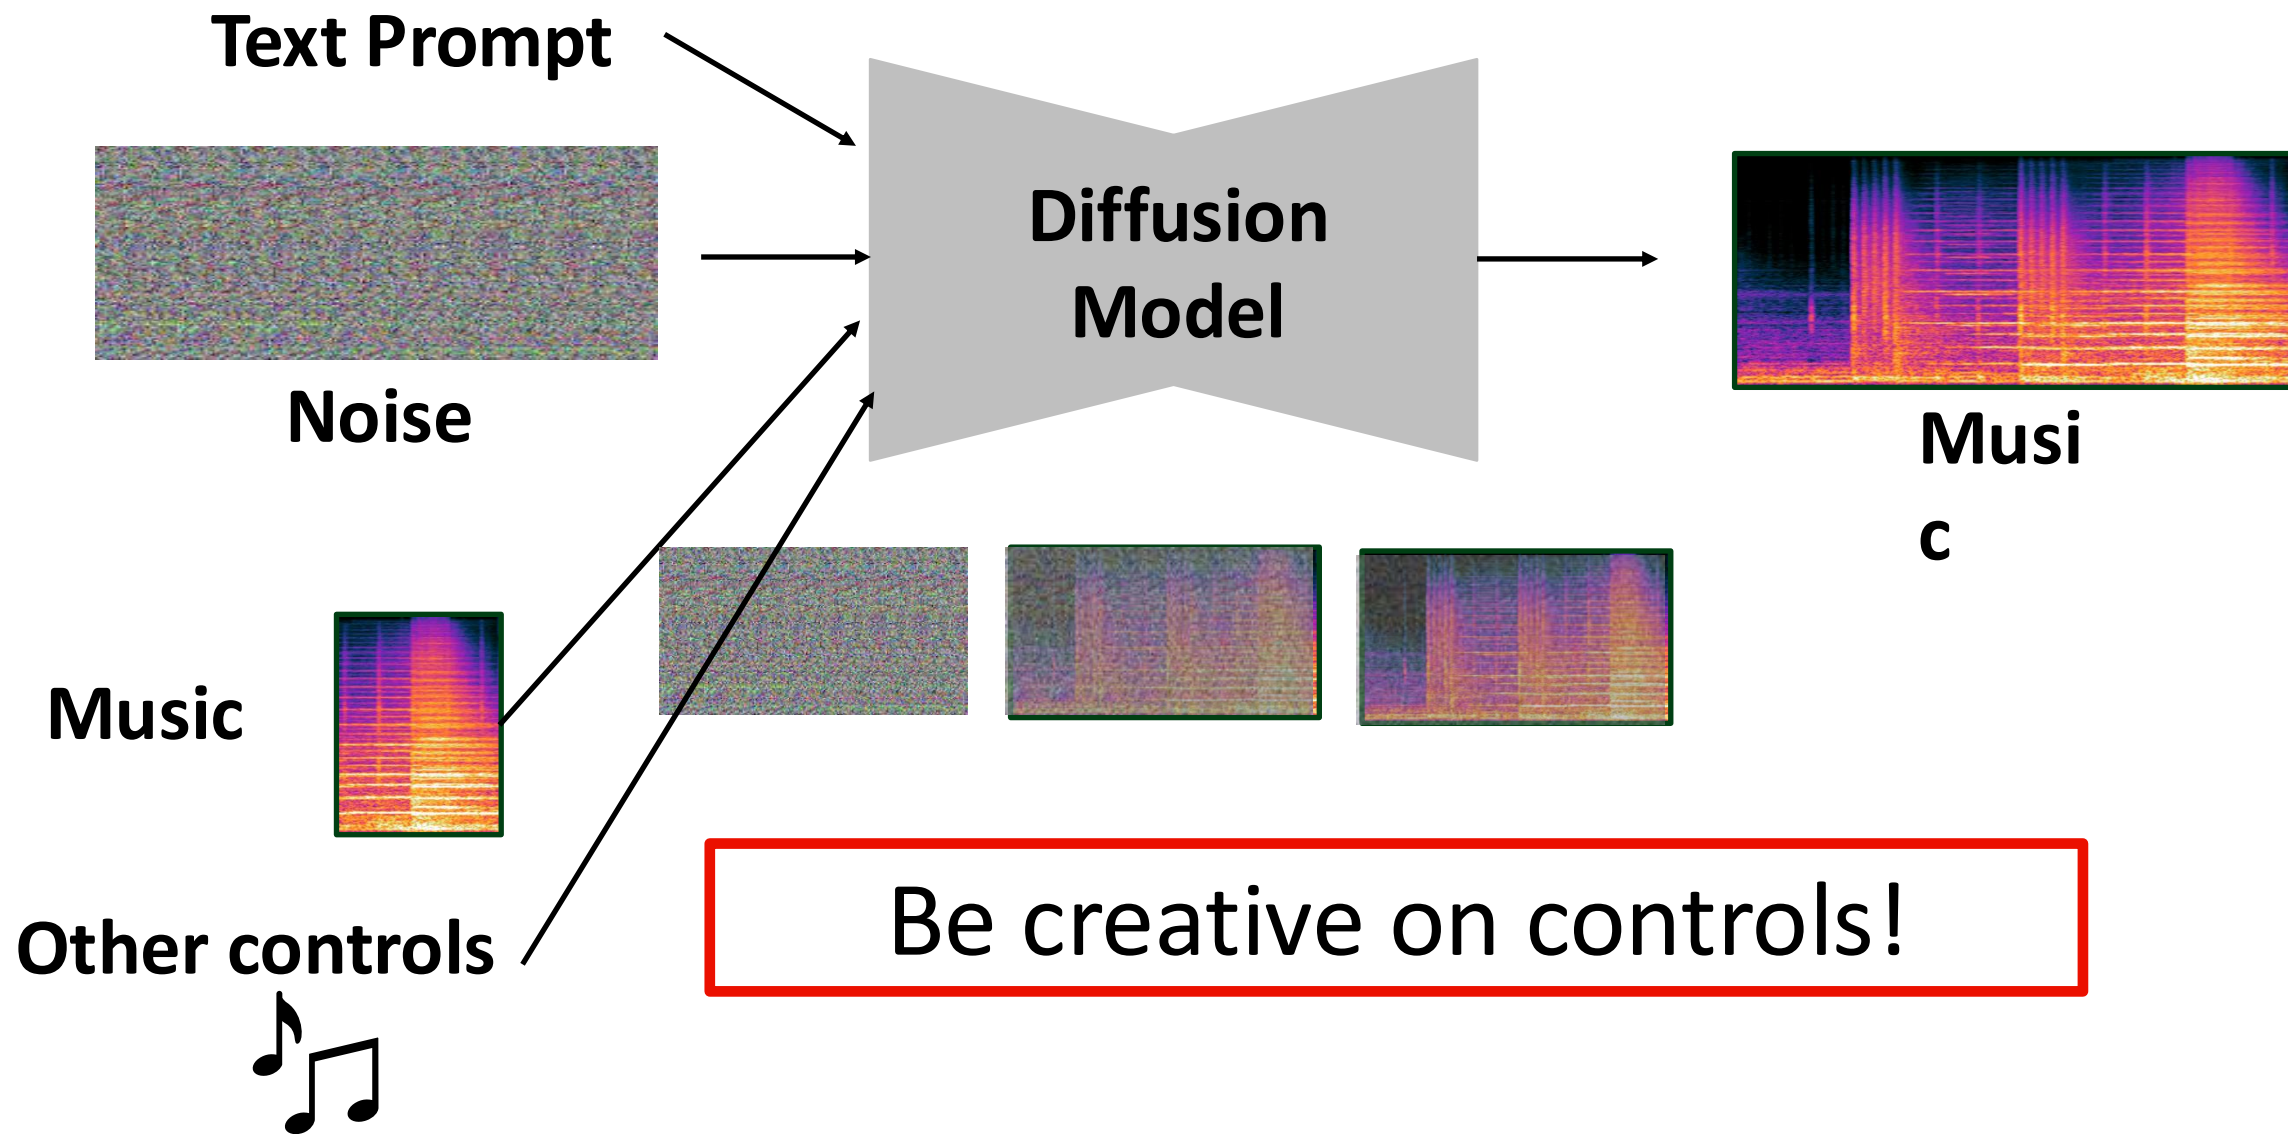 Text Prompt
Diffusion
Model
Noise
Musi
c
Music
Other controls
Be creative on controls!